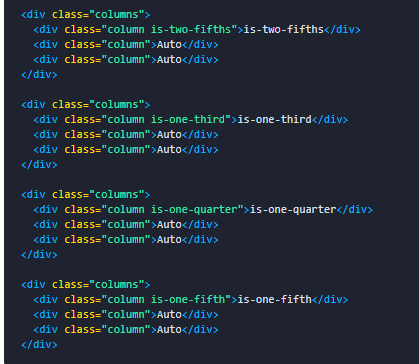 <div class="columns">
  <div class="column is-two-fifths">is-two-fifths</div>
  <div class="column">Auto</div>
  <div class="column">Auto</div>
</div>

<div class="columns">
  <div class="column is-one-third">is-one-third</div>
  <div class="column">Auto</div>
  <div class="column">Auto</div>
</div>

<div class="columns">
  <div class="column is-one-quarter">is-one-quarter</div>
  <div class="column">Auto</div>
  <div class="column">Auto</div>
</div>

<div class="columns">
  <div class="column is-one-fifth">is-one-fifth</div>
  <div class="column">Auto</div>
  <div class="column">Auto</div>
</div>